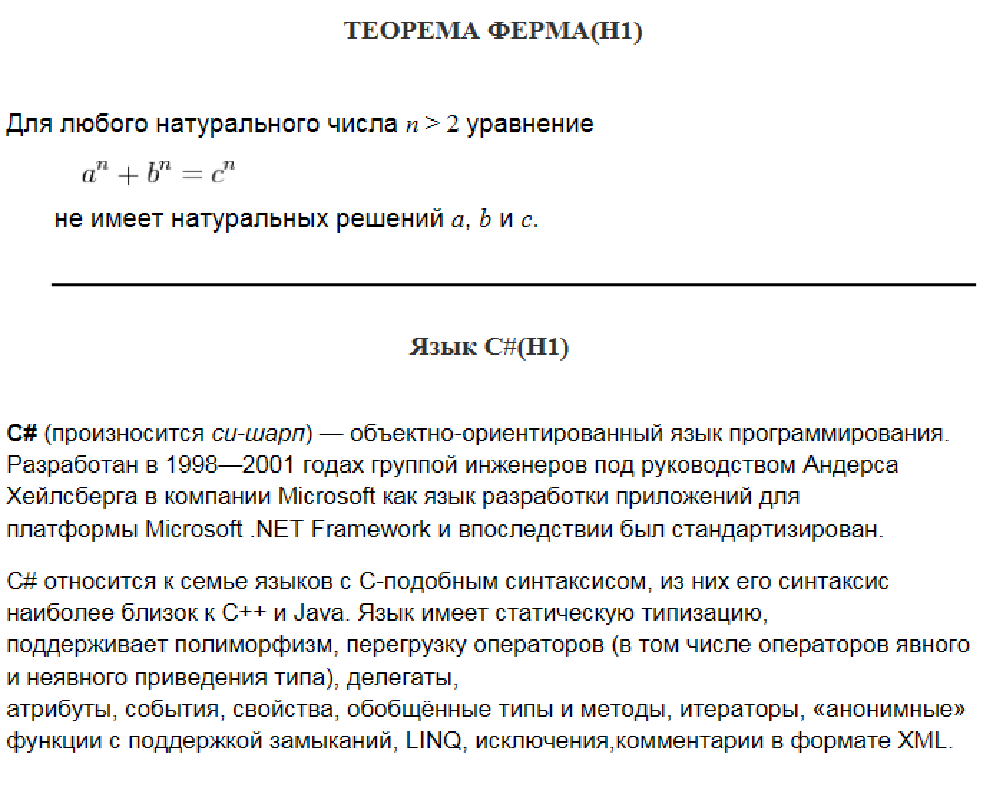 ТЕОРЕМА ФЕРМА(H1)
Для любого натурального числа n > 2 уравнение
aⁿ + bⁿ = cⁿ
не имеет натуральных решений a, b и c.
Язык C#(H1)
C# (произносится си-шарп) — объектно-ориентированный язык программирования.
Разработан в 1998—2001 годах группой инженеров под руководством Андерса
Хейлсберга в компании Microsoft как язык разработки приложений для
платформы Microsoft .NET Framework и впоследствии был стандартизирован.
C# относится к семье языков с C-подобным синтаксисом, из них его синтаксис
наиболее близок к C++ и Java. Язык имеет статическую типизацию,
поддерживает полиморфизм, перегрузку операторов (в том числе операторов явного
и неявного приведения типа), делегаты,
атрибуты, события, свойства, обобщённые типы и методы, итераторы, «анонимные»
функции с поддержкой замыканий, LINQ, исключения,комментарии в формате XML.